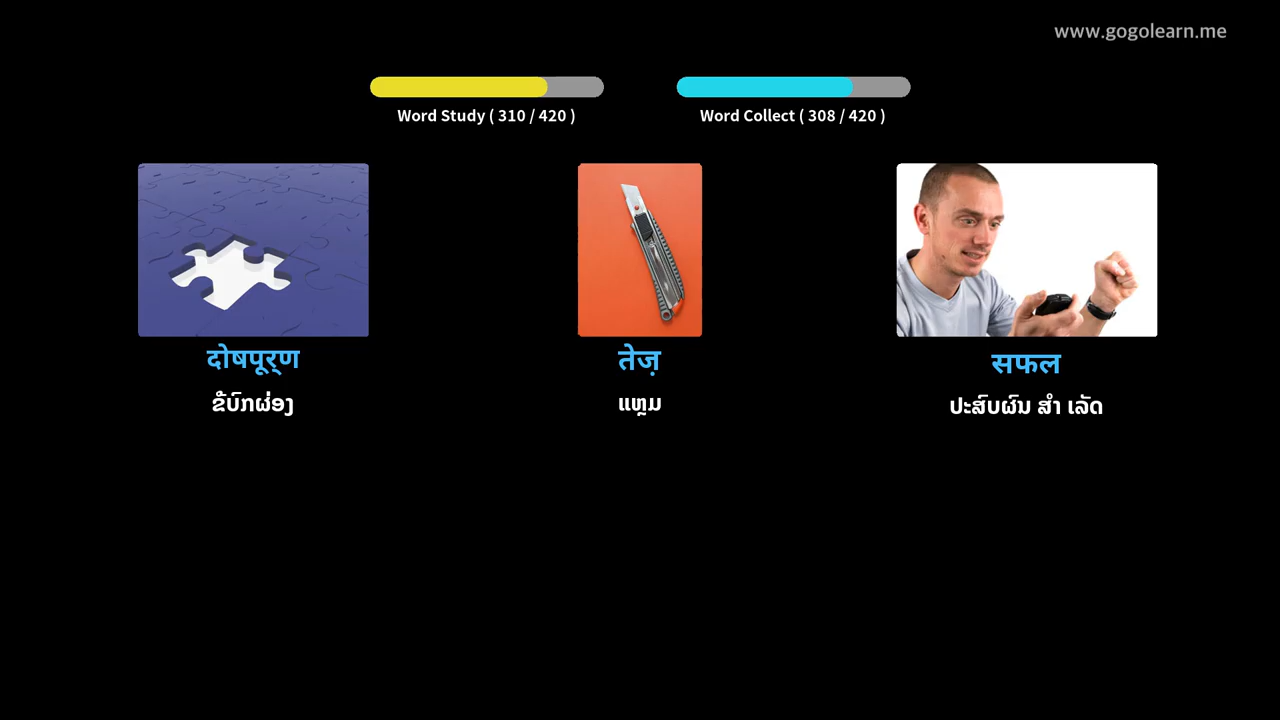 www.gogolearn.me
Word Study ( 310 / 420 )
Word Collect ( 308 / 420 )
दोषपूर्ण
तेज़
सफल
ຂໍ້ບົກຜ່ອງ
ແຫຼມ
ປະສົບຜົນ ສຳ ເລັດ